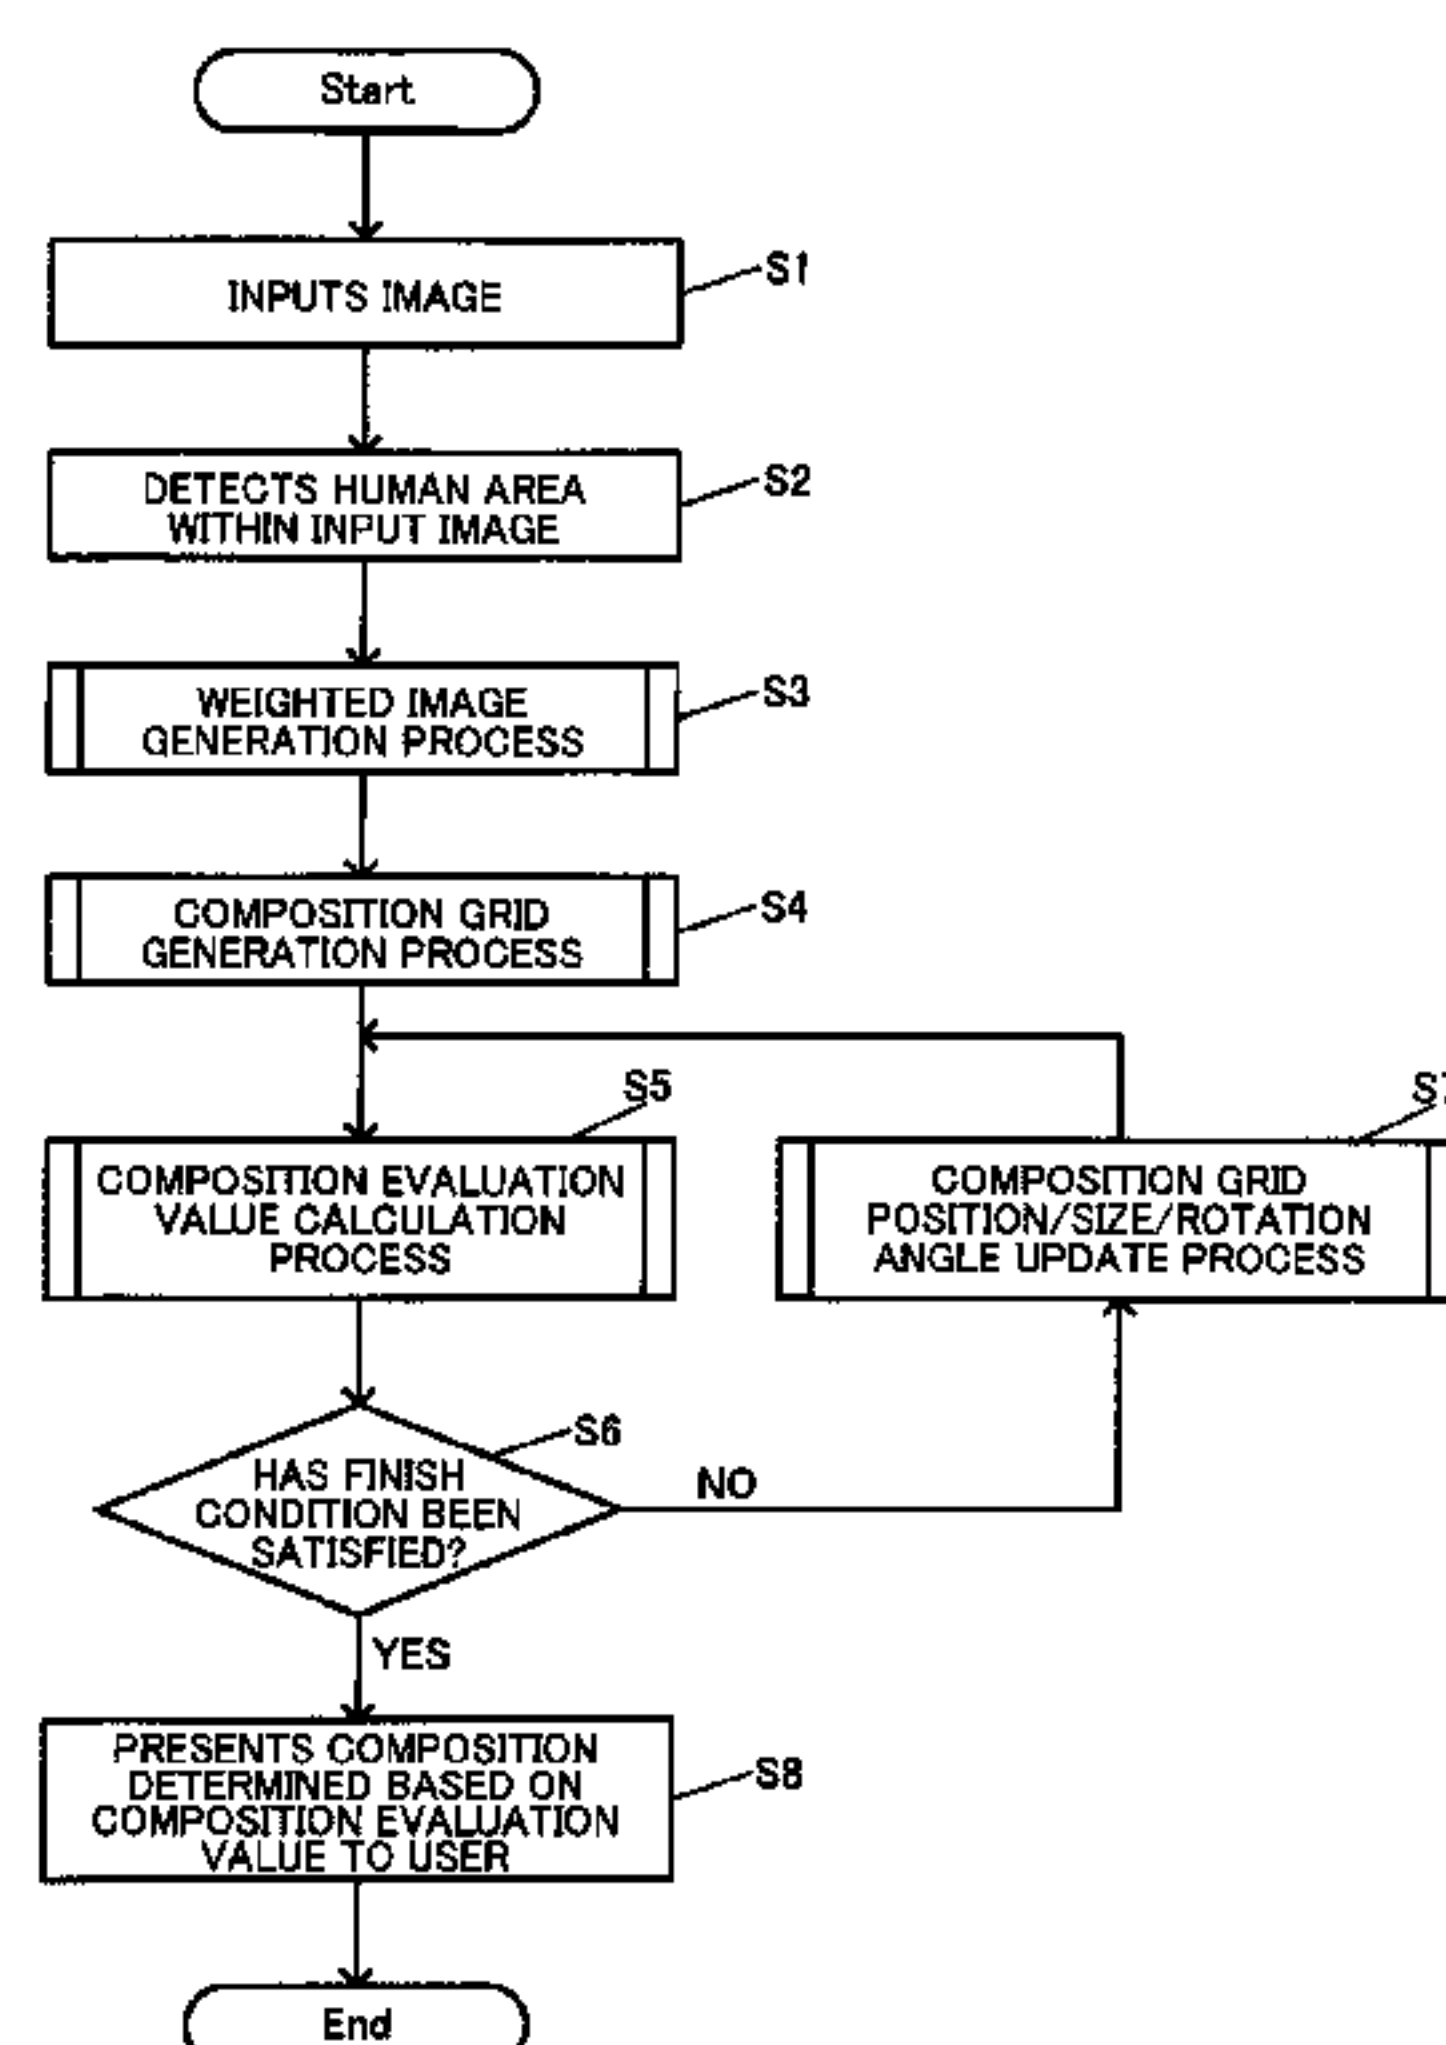 Start
INPUTS IMAGE
S1
DETECTS HUMAN AREA
WITHIN INPUT IMAGE
S2
WEIGHTED IMAGE
GENERATION PROCESS
S3
COMPOSITION GRID
GENERATION PROCESS
S4
S5
COMPOSITION EVALUATION
VALUE CALCULATION
PROCESS
COMPOSITION GRID
POSITION/SIZE/ROTATION
ANGLE UPDATE PROCESS
S6
HAS FINISH
CONDITION BEEN
SATISFIED?
NO
YES
PRESENTS COMPOSITION
DETERMINED BASED ON
COMPOSITION EVALUATION
VALUE TO USER
S8
End